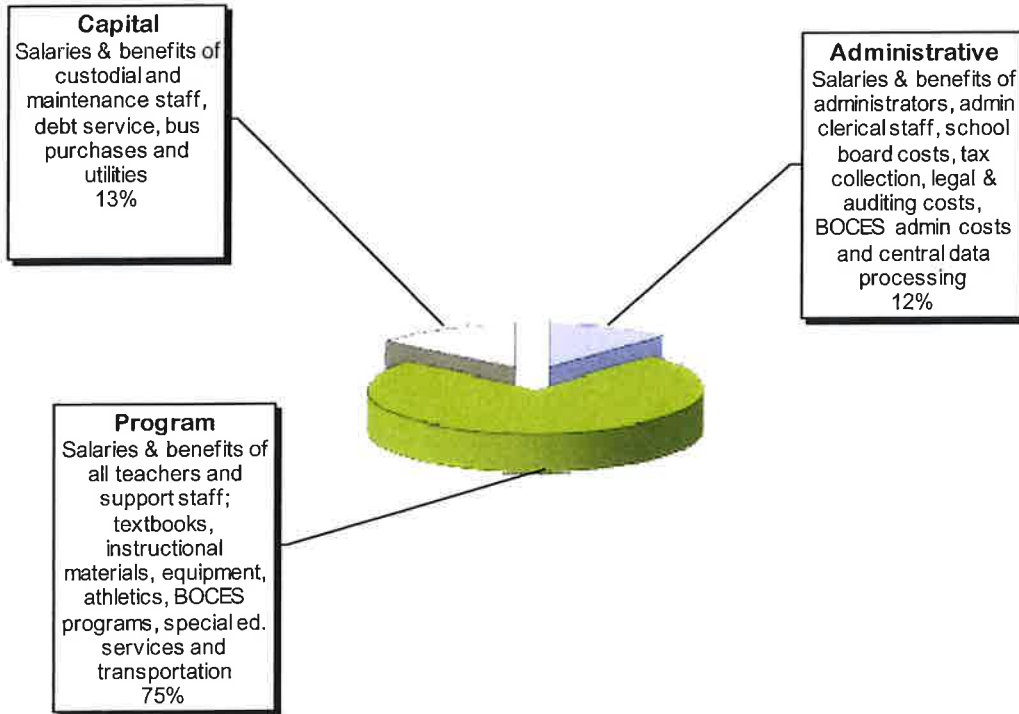 Capital
Salaries & benefits of
custodial and
maintenance staff,
debt service, bus
purchases and
utilities
13%
Administrative
Salaries & benefits of
administrators, admin
clerical staff, school
board costs, tax
collection, legal &
auditing costs,
BOCES admin costs
and central data
processing
12%
Program
Salaries & benefits of
all teachers and
support staff;
textbooks,
instructional
materials, equipment,
athletics, BOCES
programs, special ed.
services and
transportation
75%